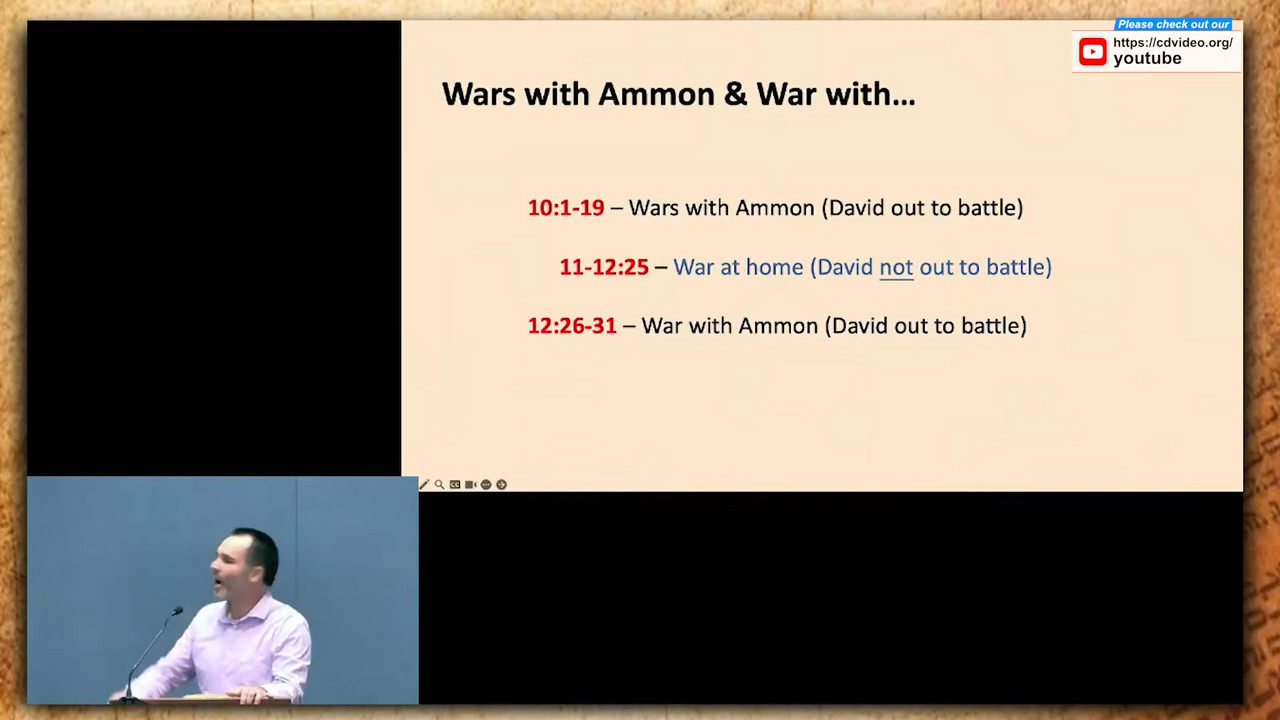 Please check out our
https://cdvideo.org/
youtube
Wars with Ammon & War with...
10:1-19 – Wars with Ammon (David out to battle)
11-12:25 – War at home (David not out to battle)
12:26-31 – War with Ammon (David out to battle)